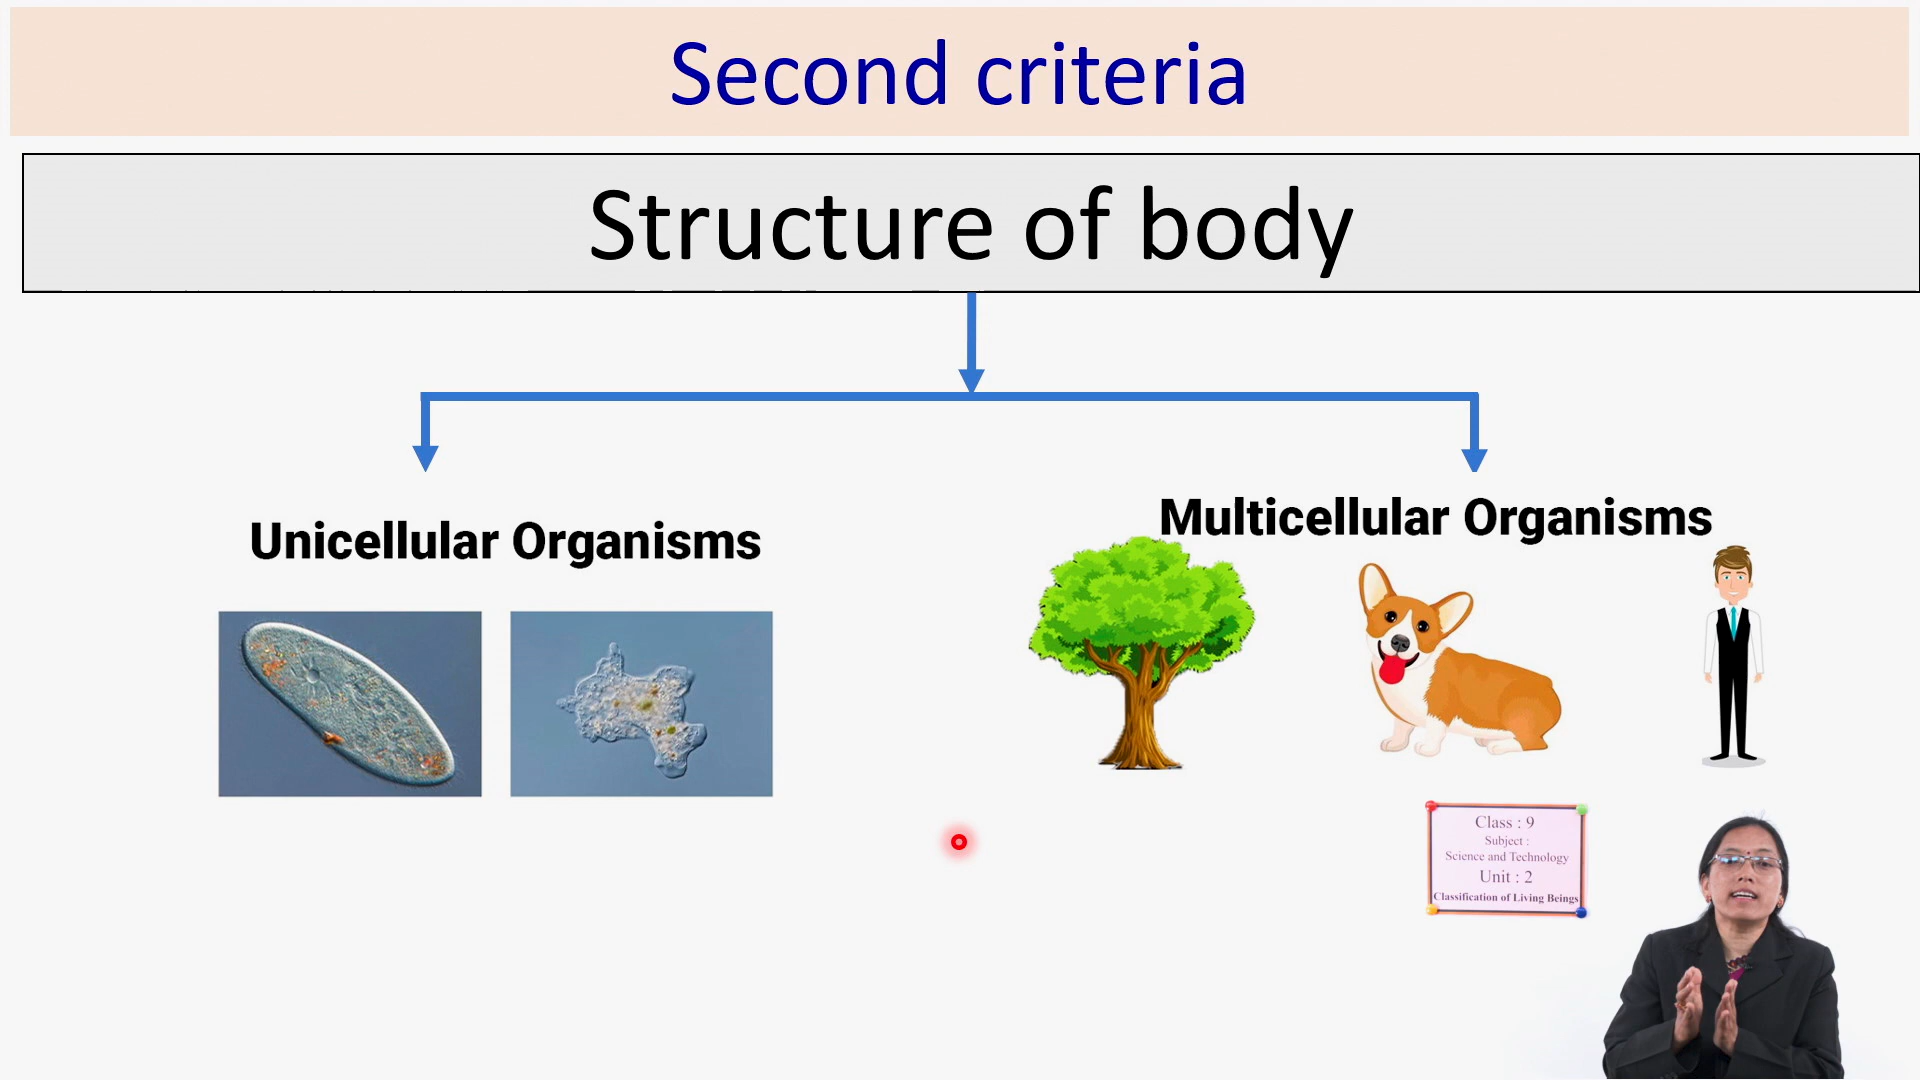 Second criteria
Structure of body
Unicellular Organisms
Multicellular Organisms
Class : 9
Subject :
Science and Technology
Unit : 2
Classification of Living Beings